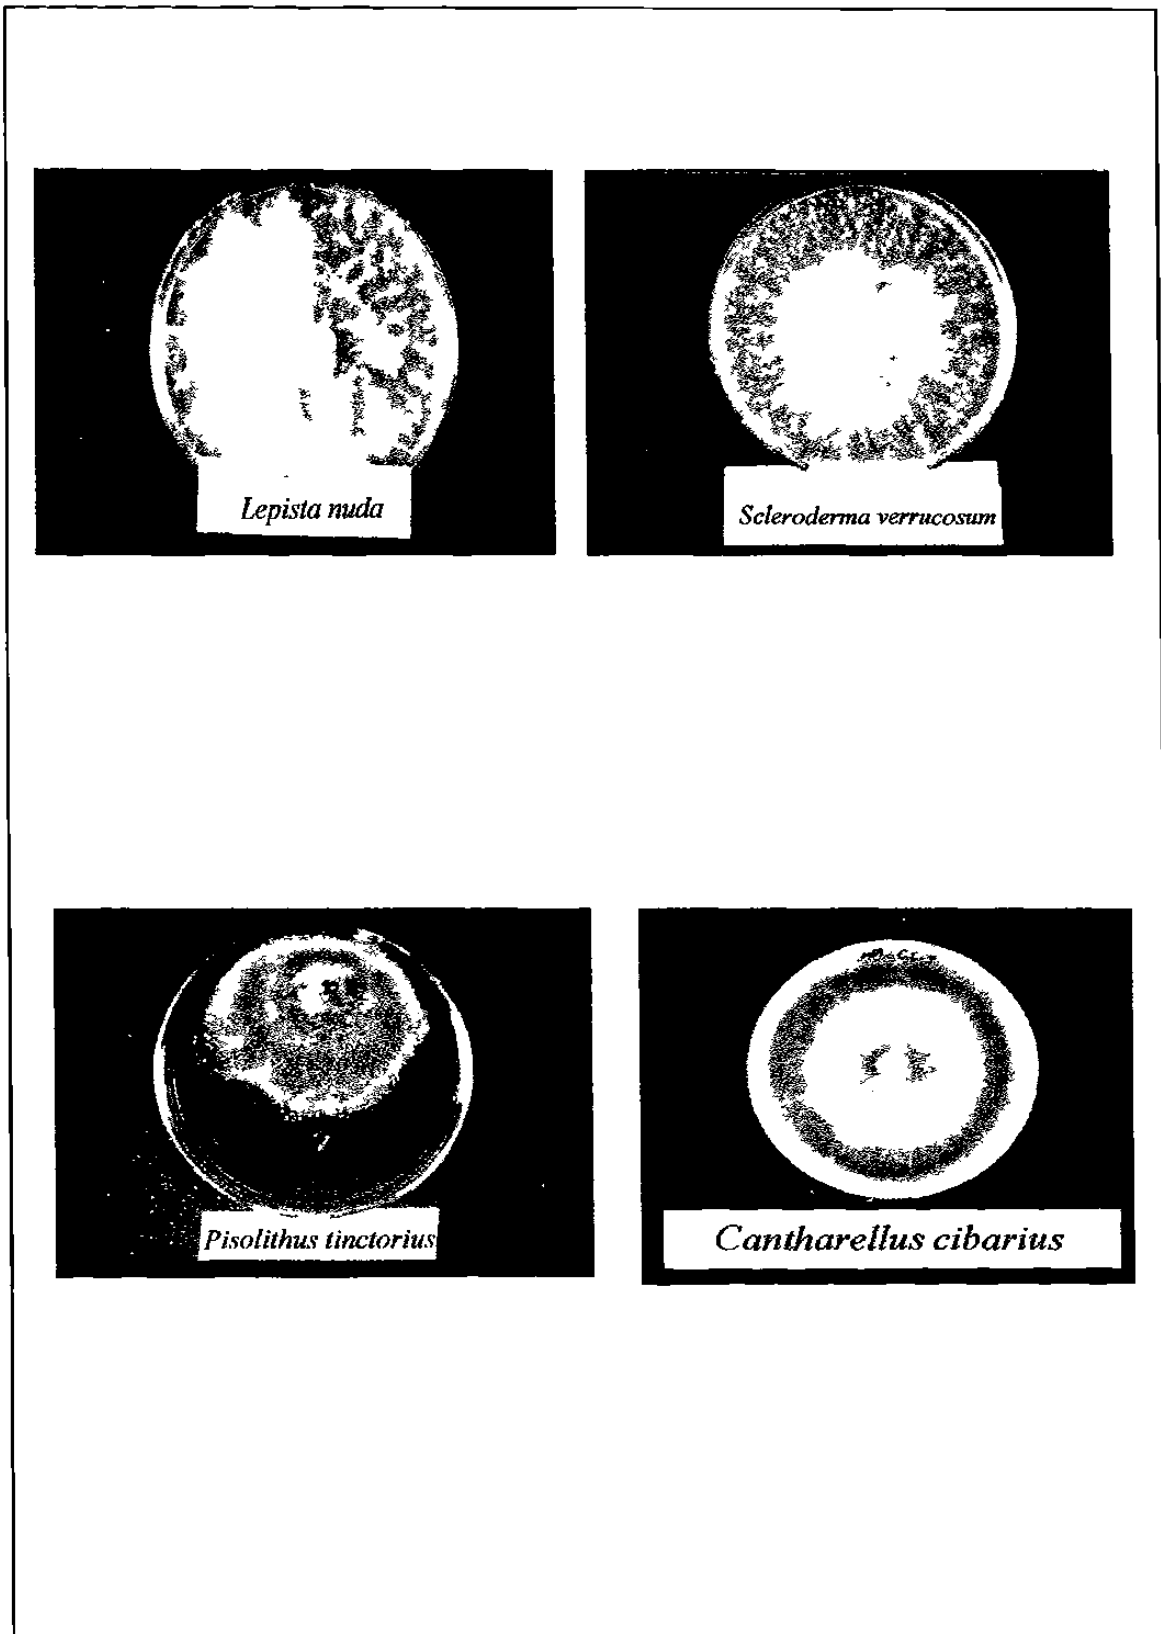 Lepista nuda
Scleroderma verrucosum
Pisolithus tinctorius
Cantharellus cibarius